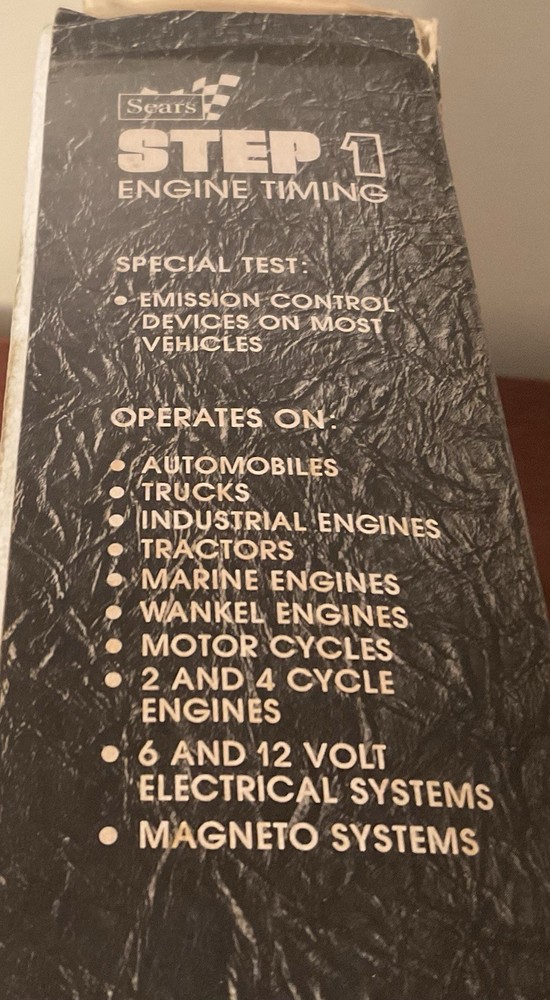 Sears
STEP 1
ENGINE TIMING
SPECIAL TEST:
• EMISSION CONTROL
DEVICES ON MOST
VEHICLES
OPERATES ON:
• AUTOMOBILES
• TRUCKS
• INDUSTRIAL ENGINES
• TRACTORS
• MARINE ENGINES
• WANKEL ENGINES
• MOTOR CYCLES
• 2 AND 4 CYCLE
ENGINES
• 6 AND 12 VOLT
ELECTRICAL SYSTEMS
• MAGNETO SYSTEMS